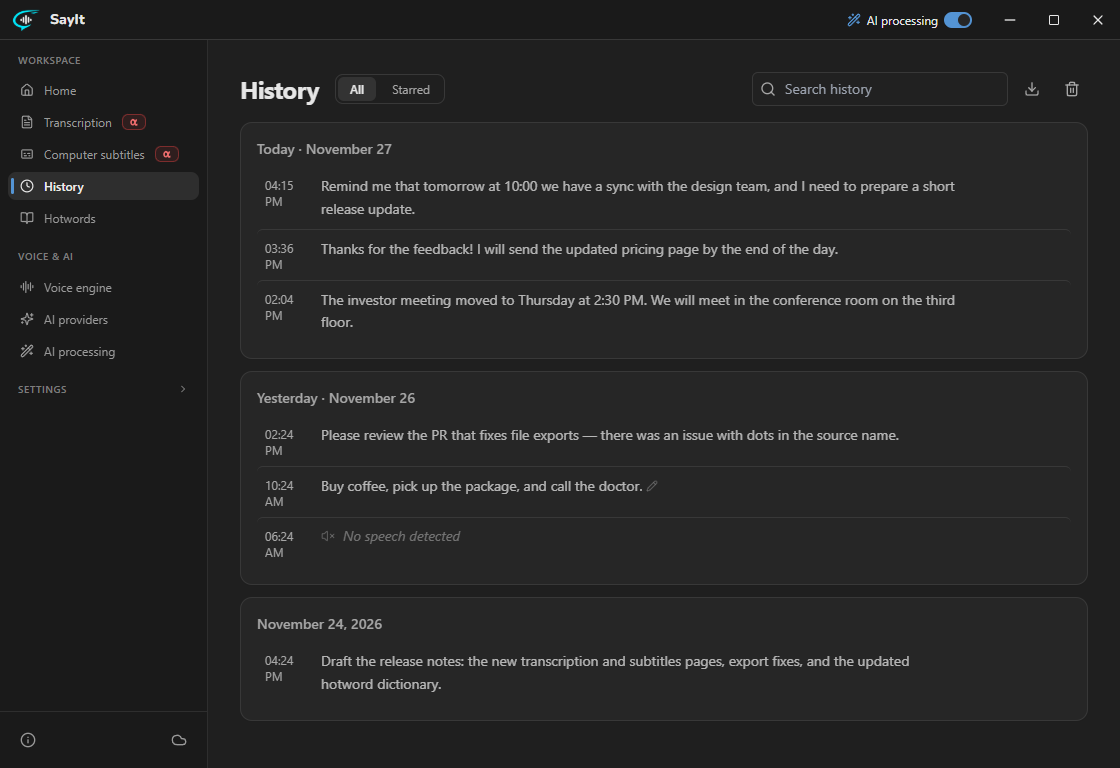 SayIt
AI processing
WORKSPACE
Home
Transcription α
Computer subtitles α
History
Hotwords
VOICE & AI
Voice engine
AI providers
AI processing
SETTINGS
History
All
Starred
Search history
Today · November 27
04:15 PM
Remind me that tomorrow at 10:00 we have a sync with the design team, and I need to prepare a short
release update.
03:36 PM
Thanks for the feedback! I will send the updated pricing page by the end of the day.
02:04 PM
The investor meeting moved to Thursday at 2:30 PM. We will meet in the conference room on the third
floor.
Yesterday · November 26
02:24 PM
Please review the PR that fixes file exports — there was an issue with dots in the source name.
10:24 AM
Buy coffee, pick up the package, and call the doctor.
06:24 AM
No speech detected
November 24, 2026
04:24 PM
Draft the release notes: the new transcription and subtitles pages, export fixes, and the updated
hotword dictionary.